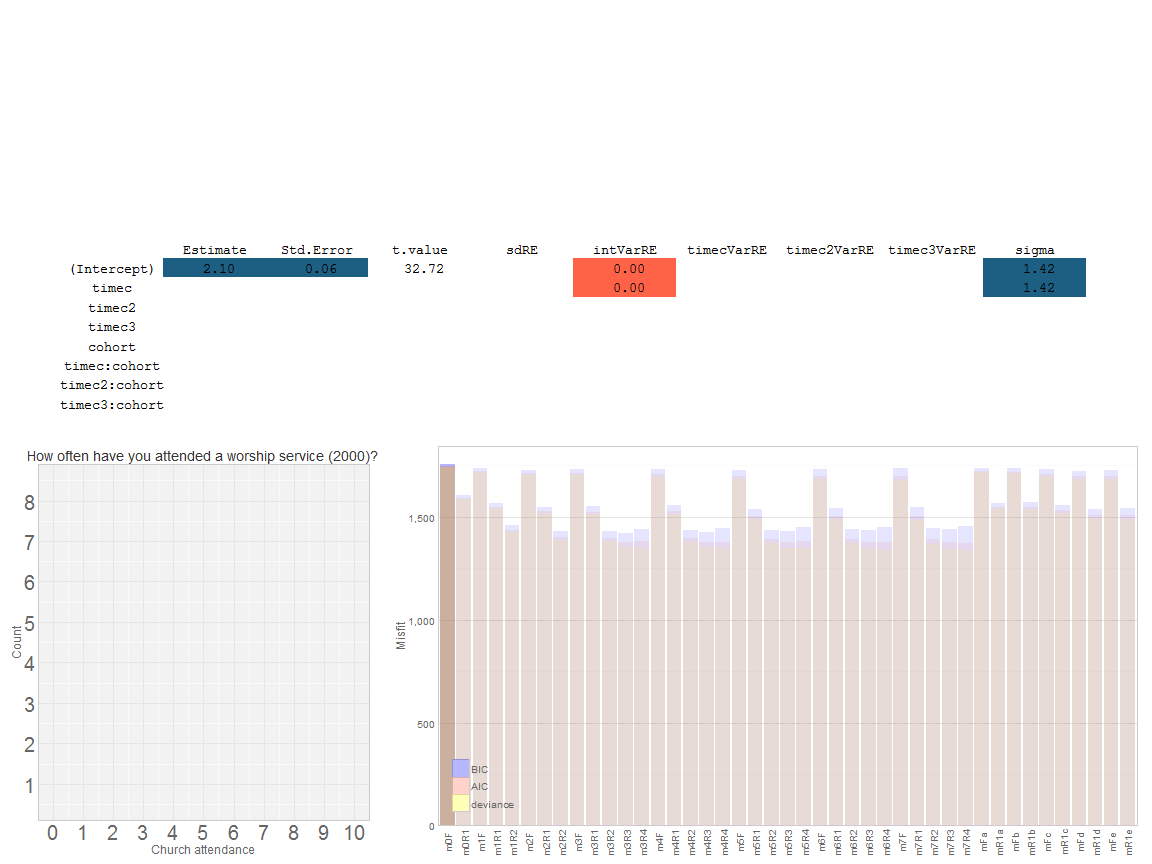 Estimate Std.Error t.value sdRE intVarRE timecVarRE timec2VarRE timec3VarRE sigma
(Intercept) 2.10 0.06 32.72 0.00 1.42
timec 0.00 1.42
timec2
timec3
cohort
timec:cohort
timec2:cohort
timec3:cohort
How often have you attended a worship service (2000)?
Count
8
7
6
5
4
3
2
1
0 1 2 3 4 5 6 7 8 9 10
Church attendance
Misfit
1,500
1,000
500
0
BIC
AIC
deviance
m0F m0R1 m1F m1R1 m1R2 m2F m2R1 m2R2 m3F m3R1 m3R2 m3R3 m3R4 m4F m4R1 m4R2 m4R3 m4R4 m5F m5R1 m5R2 m5R3 m5R4 m6F m6R1 m6R2 m6R3 m6R4 m7F m7R1 m7R2 m7R3 m7R4 mFa mR1a mFb mR1b mFc mR1c mFd mR1d mFe mR1e